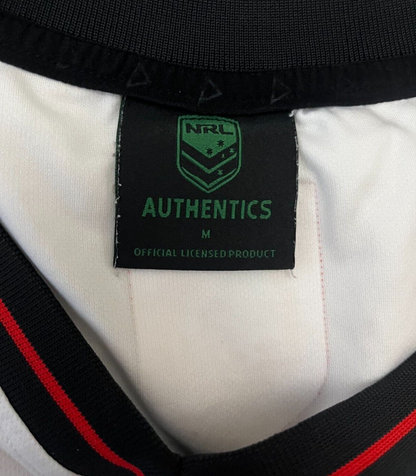 NRL
AUTHENTICS
M
OFFICIAL LICENSED PRODUCT